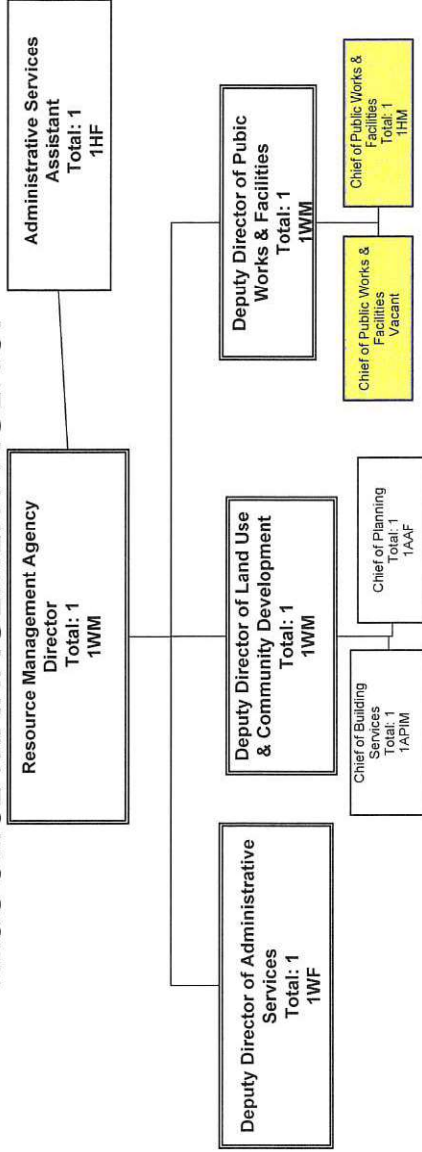 Resource Management Agency
Director
Total: 1
1WM
Administrative Services
Assistant
Total: 1
1HF
Deputy Director of Administrative
Services
Total: 1
1WF
Deputy Director of Land Use
& Community Development
Total: 1
1WM
Deputy Director of Pubic
Works & Facilities
Total: 1
1WM
Chief of Building
Services
Total: 1
1APIM
Chief of Planning
Total: 1
1AAF
Chief of Public Works &
Facilities
Vacant
Chief of Public Works &
Facilities
Total: 1
1HM